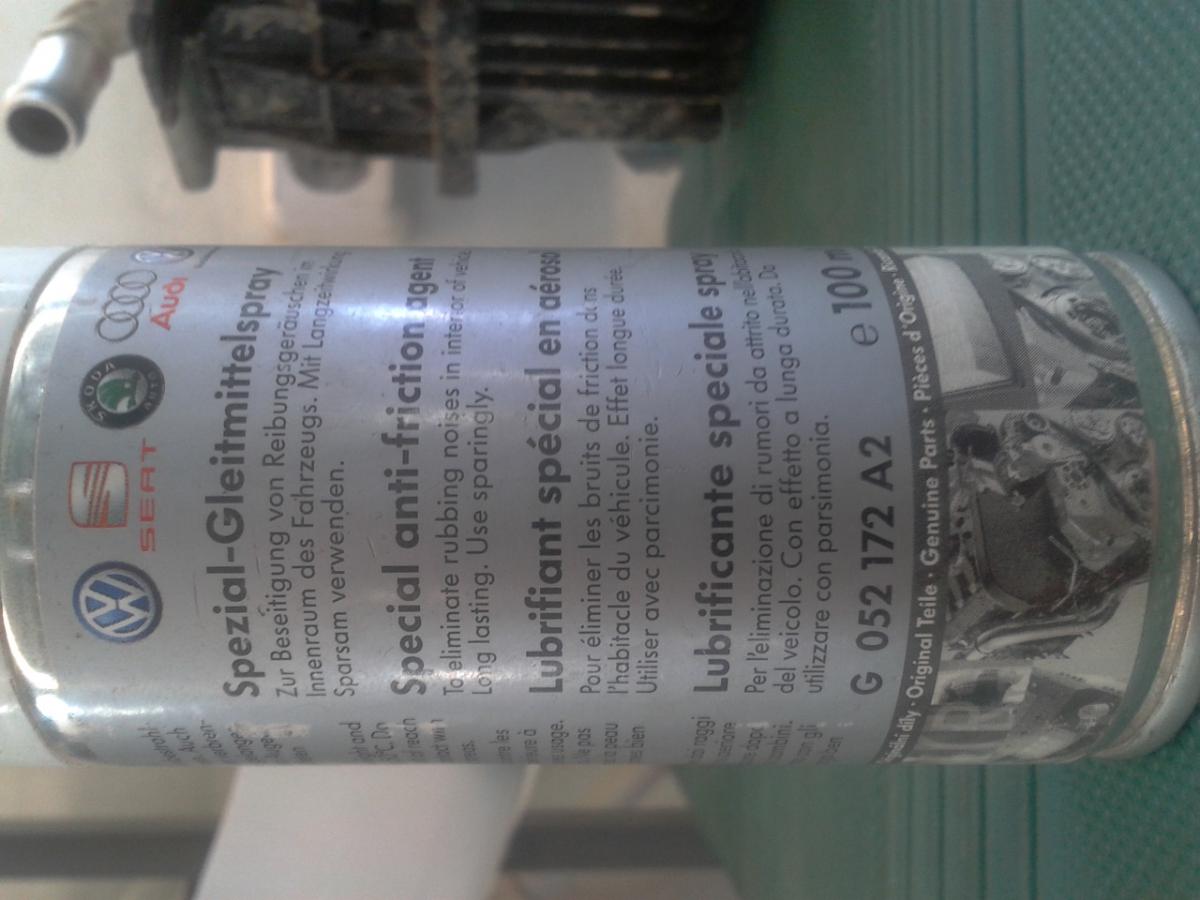 SEAT
ŠKODA
AUTO
Audi
Spezial-Gleitmittelspray
Zur Beseitigung von Reibungsgeräuschen im
Innenraum des Fahrzeugs. Mit Langzeitwirkung
Sparsam verwenden.
Special anti-friction agent
To eliminate rubbing noises in interior of vehicle
Long lasting. Use sparingly.
Lubrifiant spécial en aérosol
Pour éliminer les bruits de friction dans
l'habitacle du véhicule. Effet longue durée.
Utiliser avec parcimonie.
Lubrificante speciale spray
Per l'eliminazione di rumori da attrito nell'abitacolo
del veicolo. Con effetto a lunga durata. Da
utilizzare con parsimonia.
G 052 172 A2
e 100 m
díly · Original Teile · Genuine Parts · Pièces d'Origine ·